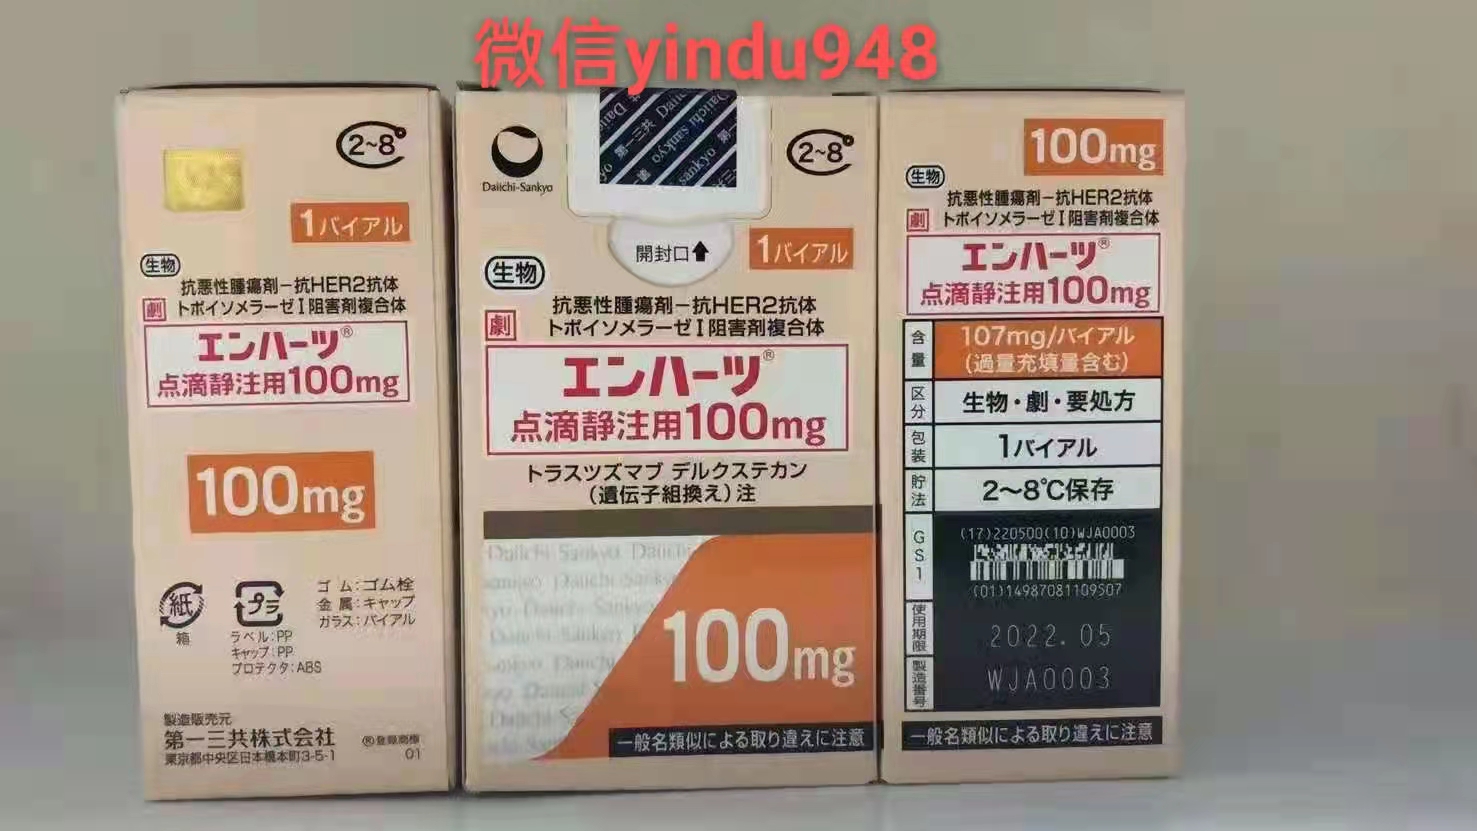 微信yindu948
2~8°
1バイアル
生物
抗悪性腫瘍剤-抗HER2抗体
劇 トポイソメラーゼⅠ阻害剤複合体
エンハーツ®
点滴静注用100mg
100mg
紙
箱
プラ
ラベル:PP
キャップ:PP
プロテクタ:ABS
ゴム:ゴム栓
金属:キャップ
ガラス:バイアル
製造販売元
第一三共株式会社
東京都中央区日本橋本町3-5-1
®登録商標
01
Daiichi-Sankyo
2~8°
開封口↑
1バイアル
生物
抗悪性腫瘍剤-抗HER2抗体
劇 トポイソメラーゼⅠ阻害剤複合体
エンハーツ®
点滴静注用100mg
トラスツズマブ デルクステカン
(遺伝子組換え)注
100mg
一般名類似による取り違えに注意
100mg
生物
抗悪性腫瘍剤-抗HER2抗体
劇 トポイソメラーゼⅠ阻害剤複合体
エンハーツ®
点滴静注用100mg
含量 107mg/バイアル
(過量充填量含む)
区分 生物・劇・要処方
包装 1バイアル
貯法 2~8℃保存
GS1
(17)220500(10)WJA0003
(01)14987081109507
使用期限 2022.05
製造番号 WJA0003
一般名類似による取り違えに注意